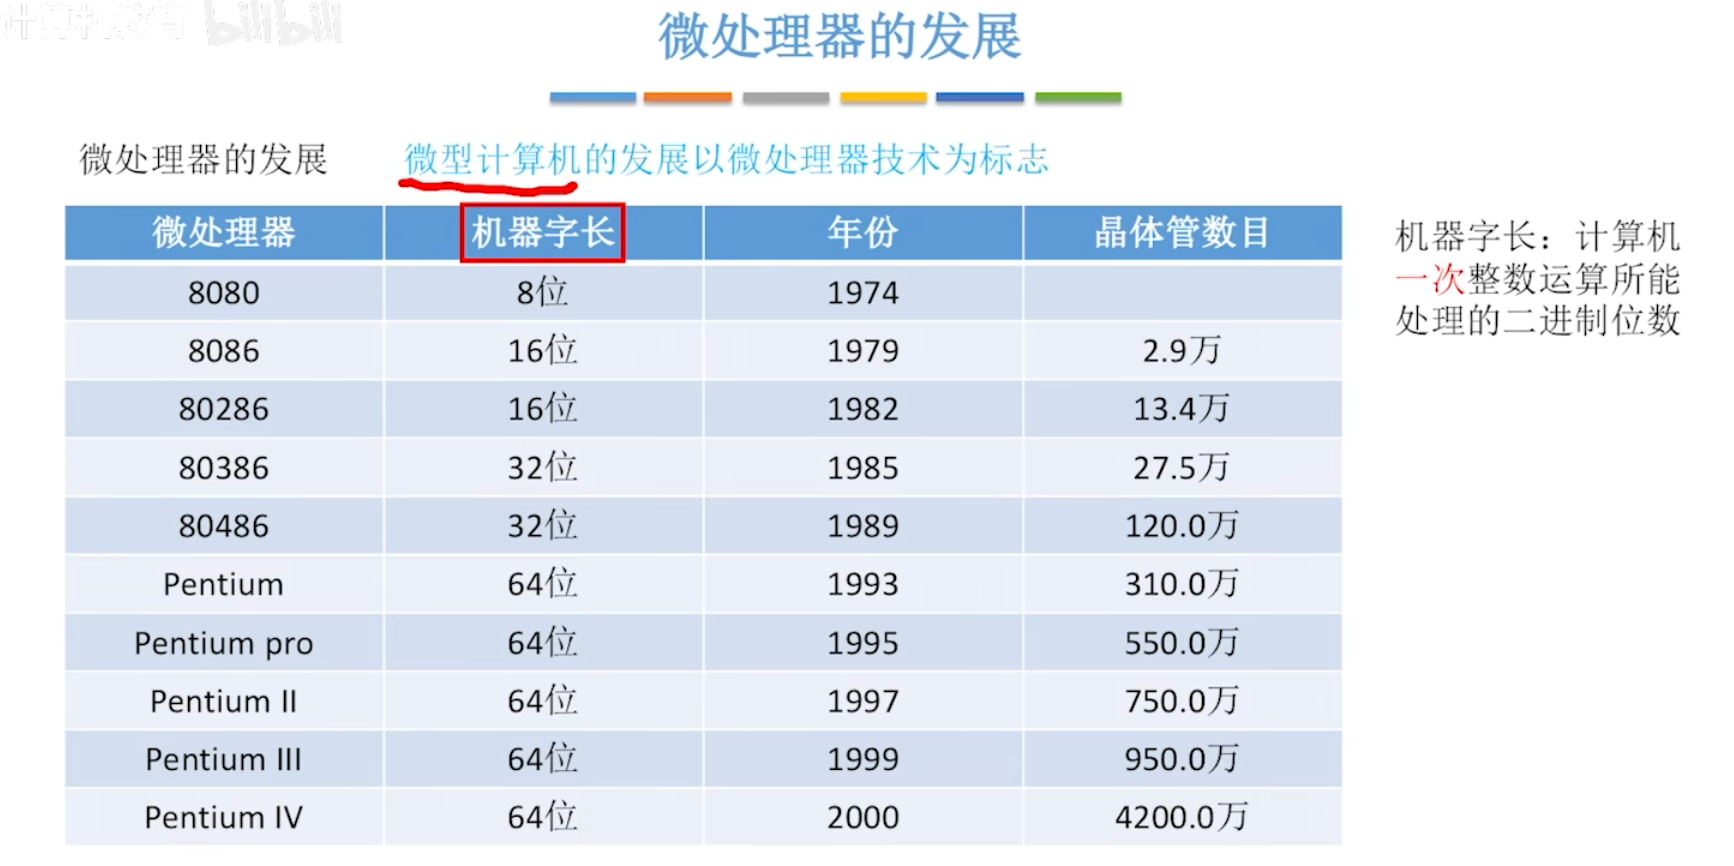 计算机教育 bilibili
微处理器的发展
微处理器的发展 微型计算机的发展以微处理器技术为标志
微处理器 机器字长 年份 晶体管数目
8080 8位 1974
8086 16位 1979 2.9万
80286 16位 1982 13.4万
80386 32位 1985 27.5万
80486 32位 1989 120.0万
Pentium 64位 1993 310.0万
Pentium pro 64位 1995 550.0万
Pentium II 64位 1997 750.0万
Pentium III 64位 1999 950.0万
Pentium IV 64位 2000 4200.0万
机器字长：计算机
一次整数运算所能
处理的二进制位数